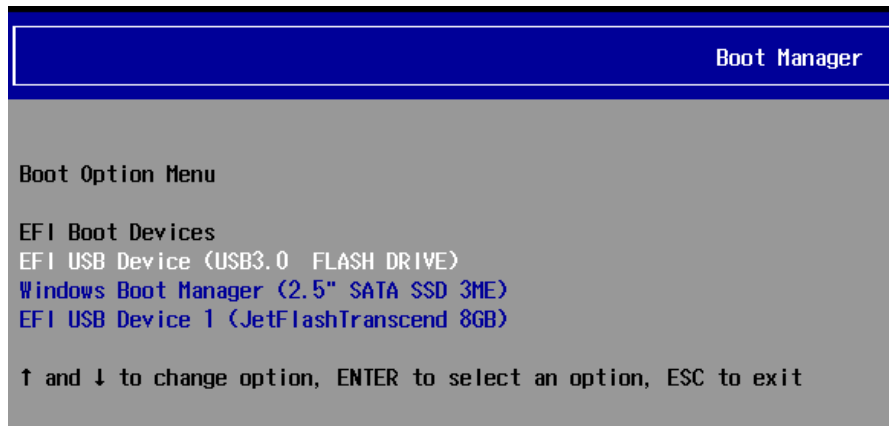 Boot Manager
Boot Option Menu
EFI Boot Devices
EFI USB Device (USB3.0  FLASH DRIVE)
Windows Boot Manager (2.5" SATA SSD 3ME)
EFI USB Device 1 (JetFlashTranscend 8GB)
↑ and ↓ to change option, ENTER to select an option, ESC to exit